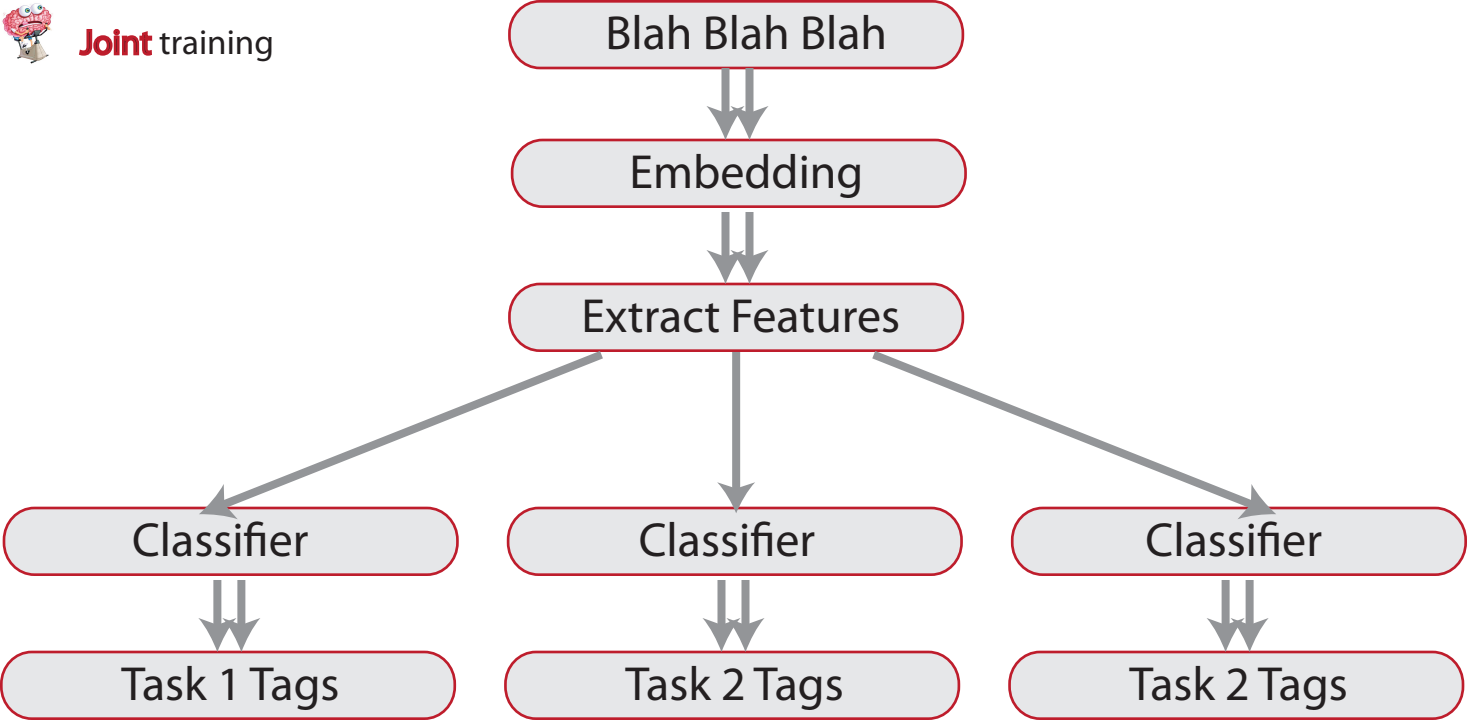 Joint training
Blah Blah Blah
Embedding
Extract Features
Classifier
Classifier
Classifier
Task 1 Tags
Task 2 Tags
Task 2 Tags